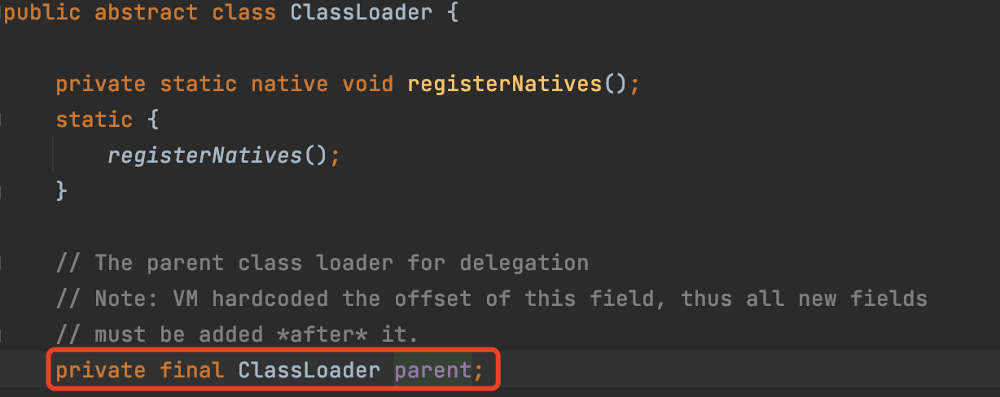 public abstract class ClassLoader {
private static native void registerNatives();
static {
registerNatives();
}
// The parent class loader for delegation
// Note: VM hardcoded the offset of this field, thus all new fields
// must be added *after* it.
private final ClassLoader parent;